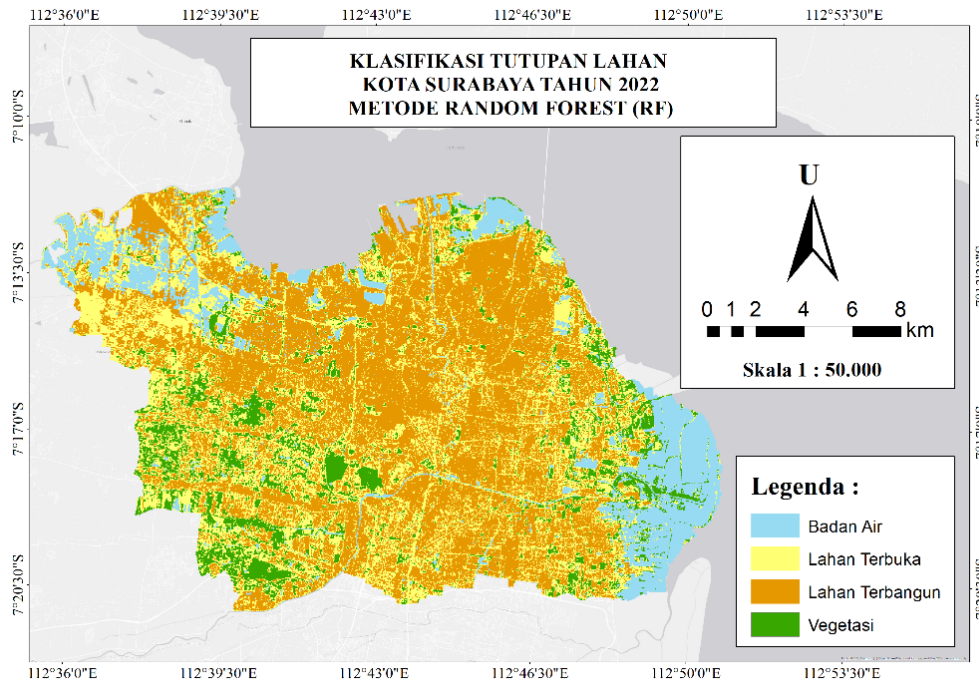 112°36'0"E 112°39'30"E 112°43'0"E 112°46'30"E 112°50'0"E 112°53'30"E
KLASIFIKASI TUTUPAN LAHAN
KOTA SURABAYA TAHUN 2022
METODE RANDOM FOREST (RF)
7°10'0"S
U
7°13'30"S
0 1 2 4 6 8
km
Skala 1 : 50.000
7°17'0"S 7°17'0"S
Legenda :
Badan Air
Lahan Terbuka
Lahan Terbangun
Vegetasi
7°20'30"S
112°36'0"E 112°39'30"E 112°43'0"E 112°46'30"E 112°50'0"E 112°53'30"E